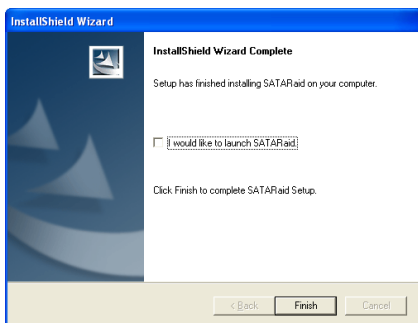 InstallShield Wizard
InstallShield Wizard Complete
Setup has finished installing SATARaid on your computer.
I would like to launch SATARaid.
Click Finish to complete SATARaid Setup.
< Back
Finish
Cancel